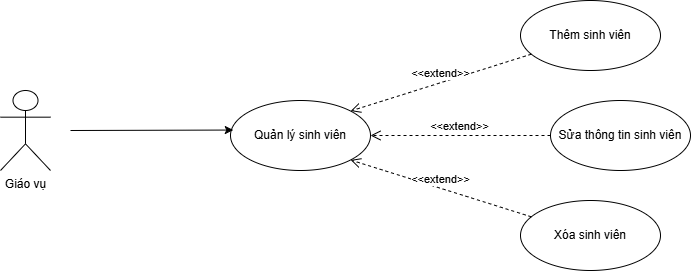 Thêm sinh viên
<<extend>>
Giáo vụ
Quản lý sinh viên
<<extend>>
Sửa thông tin sinh viên
<<extend>>
Xóa sinh viên